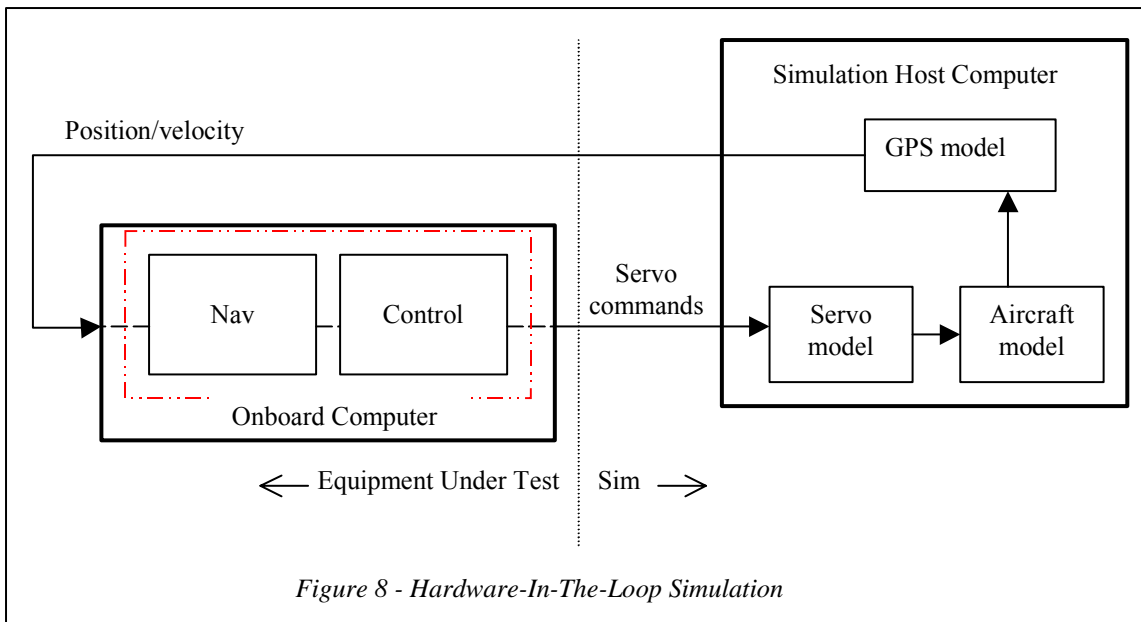 Simulation Host Computer
Position/velocity
GPS model
Servo
commands
Nav
Control
Servo
model
Aircraft
model
Onboard Computer
Equipment Under Test
Sim
Figure 8 - Hardware-In-The-Loop Simulation